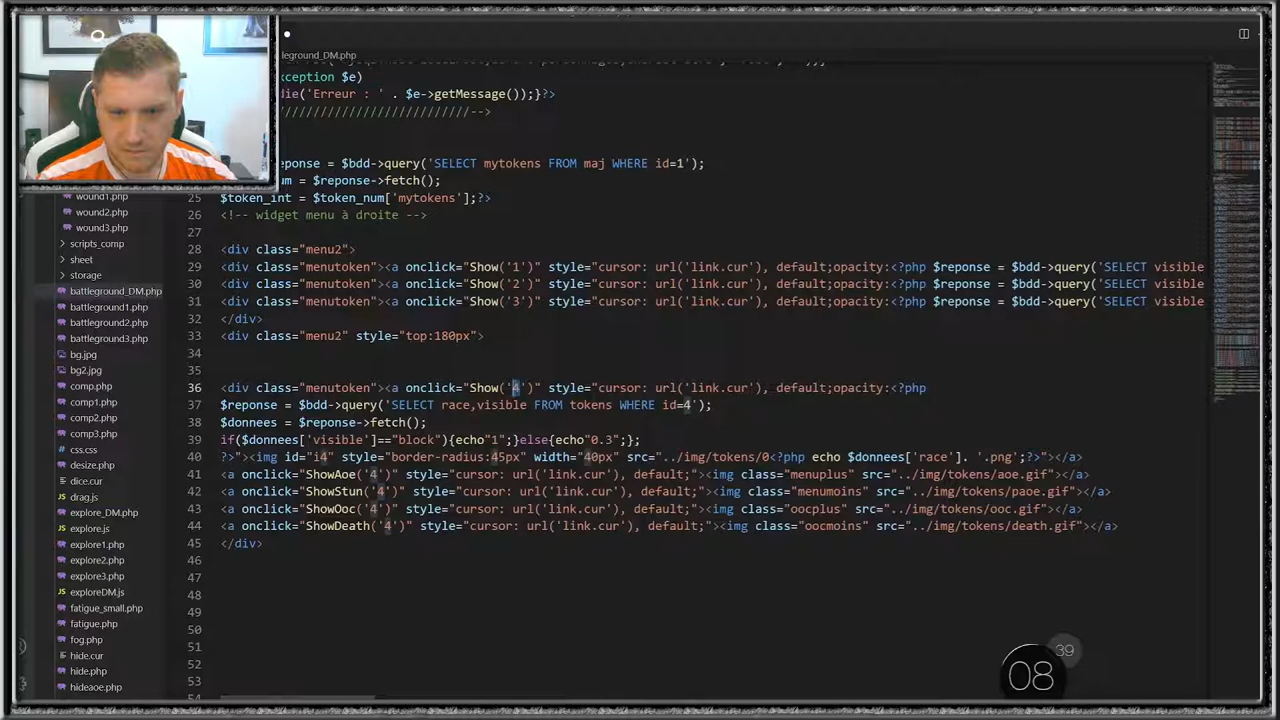 leground_DM.php
exception $e)
die('Erreur : ' . $e->getMessage());}?>
/////////////////////////// -->
reponse = $bdd->query('SELECT mytokens FROM maj WHERE id=1');
m = $reponse->fetch();
25 $token_int = $token_num['mytokens'];?>
26 <!-- widget menu à droite -->
27
28 <div class="menu2">
29 <div class="menutoken"><a onclick="Show('1')" style="cursor: url('link.cur'), default;opacity:<?php $reponse = $bdd->query('SELECT visible
30 <div class="menutoken"><a onclick="Show('2')" style="cursor: url('link.cur'), default;opacity:<?php $reponse = $bdd->query('SELECT visible
31 <div class="menutoken"><a onclick="Show('3')" style="cursor: url('link.cur'), default;opacity:<?php $reponse = $bdd->query('SELECT visible
32 </div>
33 <div class="menu2" style="top:180px">
34
35
36 <div class="menutoken"><a onclick="Show('4')" style="cursor: url('link.cur'), default;opacity:<?php
37 $reponse = $bdd->query('SELECT race,visible FROM tokens WHERE id=4');
38 $donnees = $reponse->fetch();
39 if($donnees['visible']=="block"){echo"1";}else{echo"0.3";};
40 ?>"><img id="i4" style="border-radius:45px" width="40px" src="../img/tokens/0<?php echo $donnees['race']. '.png';?>"></a>
41 <a onclick="ShowAoe('4')" style="cursor: url('link.cur'), default;"><img class="menuplus" src="../img/tokens/aoe.gif"></a>
42 <a onclick="ShowStun('4')" style="cursor: url('link.cur'), default;"><img class="menumoins" src="../img/tokens/paoe.gif"></a>
43 <a onclick="ShowOoc('4')" style="cursor: url('link.cur'), default;"><img class="oocplus" src="../img/tokens/ooc.gif"></a>
44 <a onclick="ShowDeath('4')" style="cursor: url('link.cur'), default;"><img class="oocmoins" src="../img/tokens/death.gif"></a>
45 </div>
46
47
48
49
50
51
52
53
54
wound1.php
wound2.php
wound3.php
scripts_comp
sheet
storage
battleground_DM.php
battleground1.php
battleground2.php
battleground3.php
bg.jpg
bg2.jpg
comp.php
comp1.php
comp2.php
comp3.php
css.css
desize.php
dice.cur
drag.js
explore_DM.php
explore.js
explore1.php
explore2.php
explore3.php
exploreDM.js
fatigue_small.php
fatigue.php
fog.php
hide.cur
hide.php
hideaoe.php
39
08